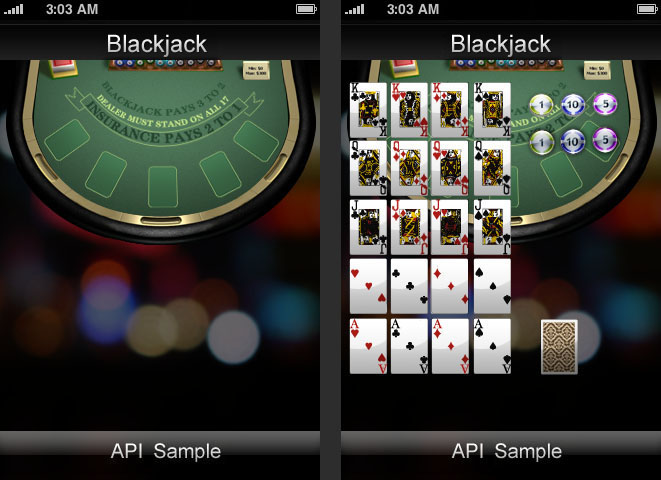 3:03 AM
Blackjack
Min: $5
Max: $100
BLACKJACK PAYS 3 TO 2
DEALER MUST STAND ON ALL 17
INSURANCE PAYS 2 TO 1
API Sample
3:03 AM
Blackjack
K K K K
1 10 5
K K K K
1 10 5
Q Q Q Q
Q Q Q Q
J J J J
J J J J
A A A A
A A A A
API Sample